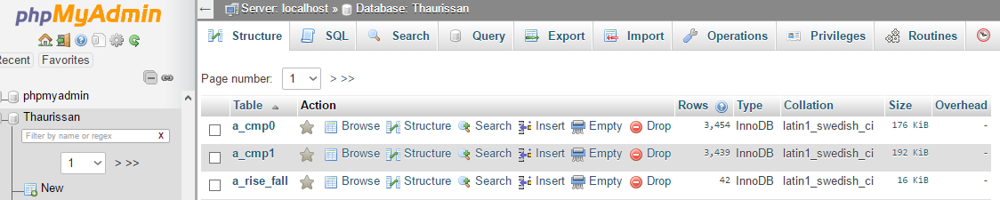 phpMyAdmin
Recent Favorites
phpmyadmin
Thaurissan
Filter by name or regex X
1 > >>
New
← Server: localhost » Database: Thaurissan
Structure SQL Search Query Export Import Operations Privileges Routines
Page number: 1 > >>
Table Action Rows Type Collation Size Overhead
a_cmp0 Browse Structure Search Insert Empty Drop 3,454 InnoDB latin1_swedish_ci 176 KiB -
a_cmp1 Browse Structure Search Insert Empty Drop 3,439 InnoDB latin1_swedish_ci 192 KiB -
a_rise_fall Browse Structure Search Insert Empty Drop 42 InnoDB latin1_swedish_ci 16 KiB -